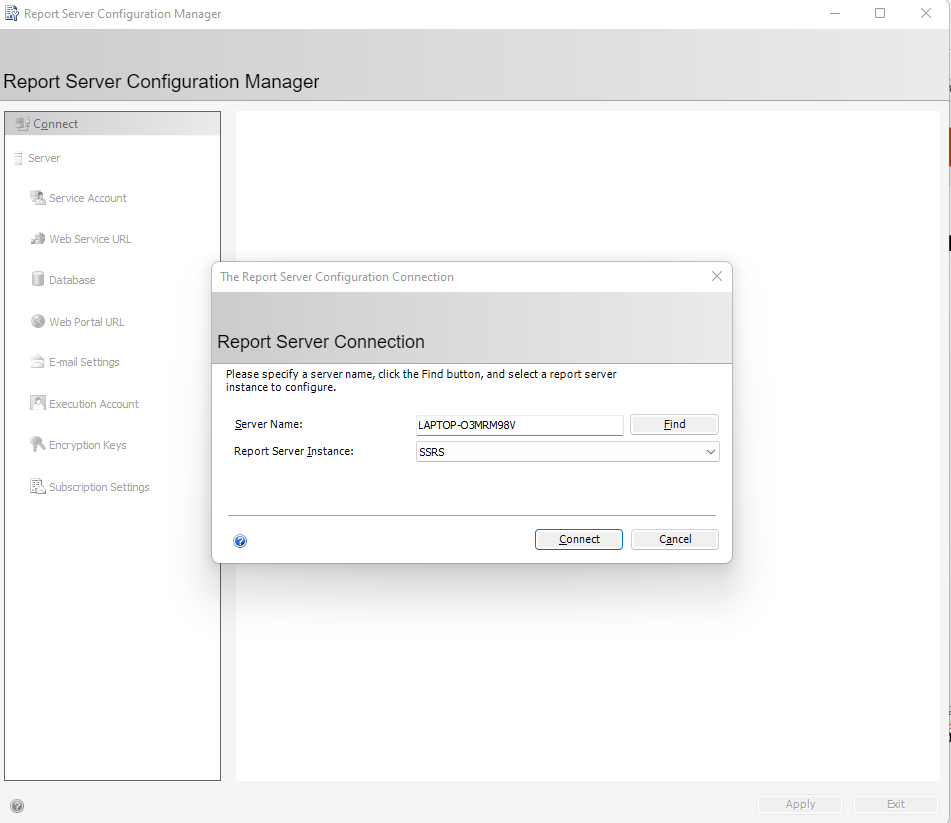 Report Server Configuration Manager
Report Server Configuration Manager
Connect
Server
Service Account
Web Service URL
Database
Web Portal URL
E-mail Settings
Execution Account
Encryption Keys
Subscription Settings
The Report Server Configuration Connection
Report Server Connection
Please specify a server name, click the Find button, and select a report server
instance to configure.
Server Name:
LAPTOP-O3MRM98V
Find
Report Server Instance:
SSRS
Connect
Cancel
Apply
Exit